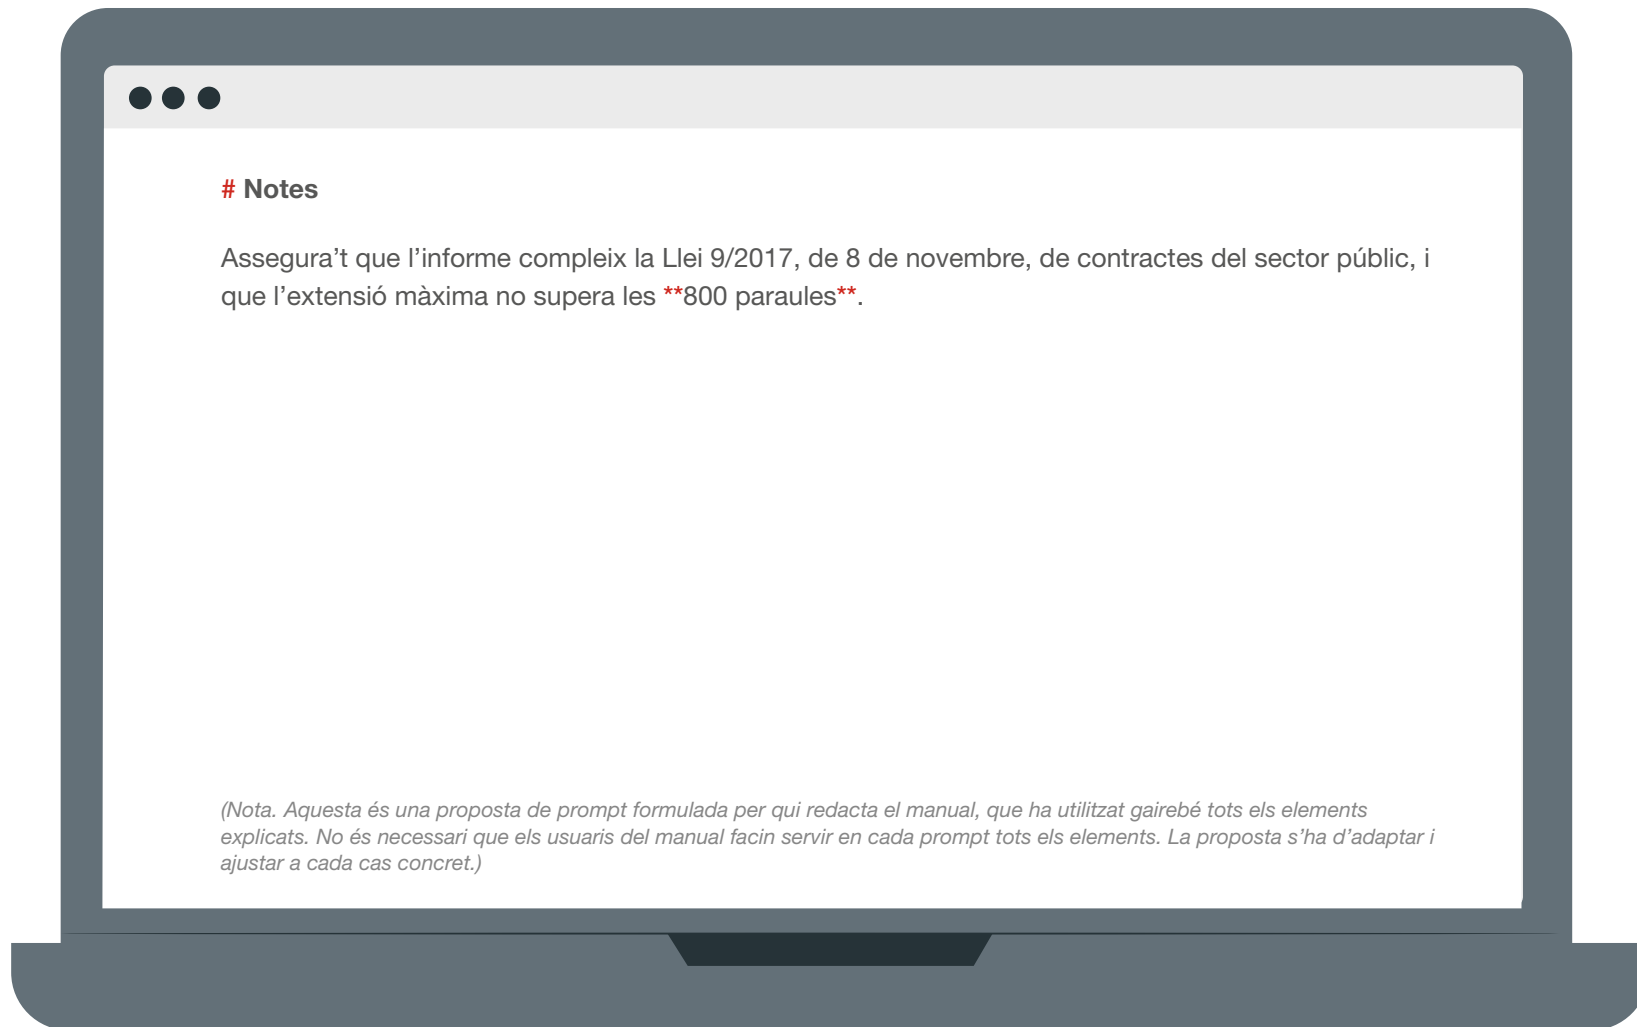 # Notes
Assegura’t que l’informe compleix la Llei 9/2017, de 8 de novembre, de contractes del sector públic, i
que l’extensió màxima no supera les **800 paraules**.
(Nota. Aquesta és una proposta de prompt formulada per qui redacta el manual, que ha utilitzat gairebé tots els elements
explicats. No és necessari que els usuaris del manual facin servir en cada prompt tots els elements. La proposta s’ha d’adaptar i
ajustar a cada cas concret.)